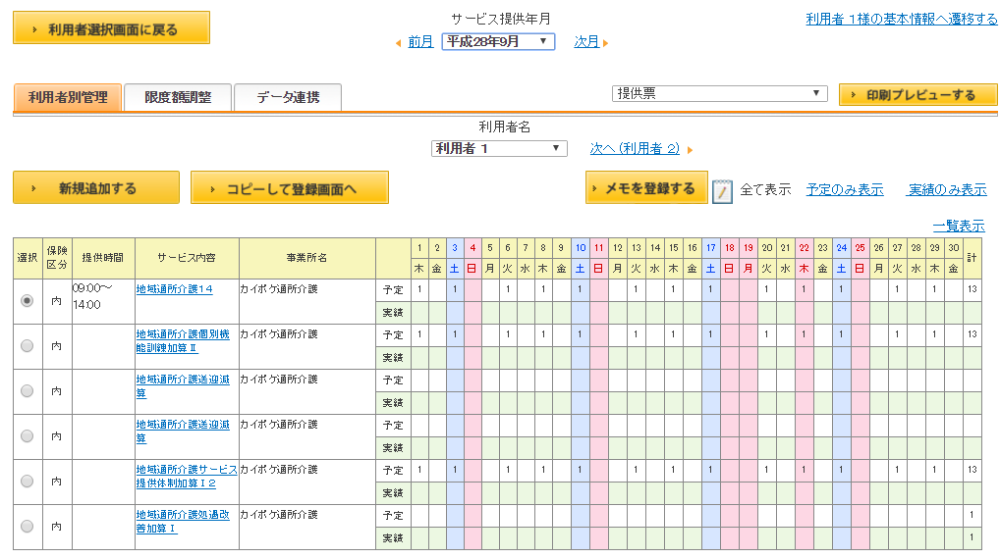 利用者選択画面に戻る
サービス提供年月
利用者 1様の基本情報へ遷移する
前月 平成28年9月 次月
利用者別管理 限度額調整 データ連携 提供票 印刷プレビューする
利用者名
利用者 1 次へ(利用者 2)
新規追加する コピーして登録画面へ メモを登録する 全て表示 予定のみ表示 実績のみ表示
一覧表示
選択 保険区分 提供時間 サービス内容 事業所名 1 2 3 4 5 6 7 8 9 10 11 12 13 14 15 16 17 18 19 20 21 22 23 24 25 26 27 28 29 30 計
木 金 土 日 月 火 水 木 金 土 日 月 火 水 木 金 土 日 月 火 水 木 金 土 日 月 火 水 木 金
内 09:00～14:00 地域通所介護14 カイポケ通所介護 予定 1 1 1 1 1 1 1 1 1 1 1 1 1 13
実績
内 地域通所介護個別機能訓練加算Ⅱ カイポケ通所介護 予定 1 1 1 1 1 1 1 1 1 1 1 1 1 13
実績
内 地域通所介護送迎減算 カイポケ通所介護 予定
実績
内 地域通所介護送迎減算 カイポケ通所介護 予定
実績
内 地域通所介護サービス提供体制加算Ⅰ2 カイポケ通所介護 予定 1 1 1 1 1 1 1 1 1 1 1 1 1 13
実績
内 地域通所介護処遇改善加算Ⅰ カイポケ通所介護 予定 1
実績 1